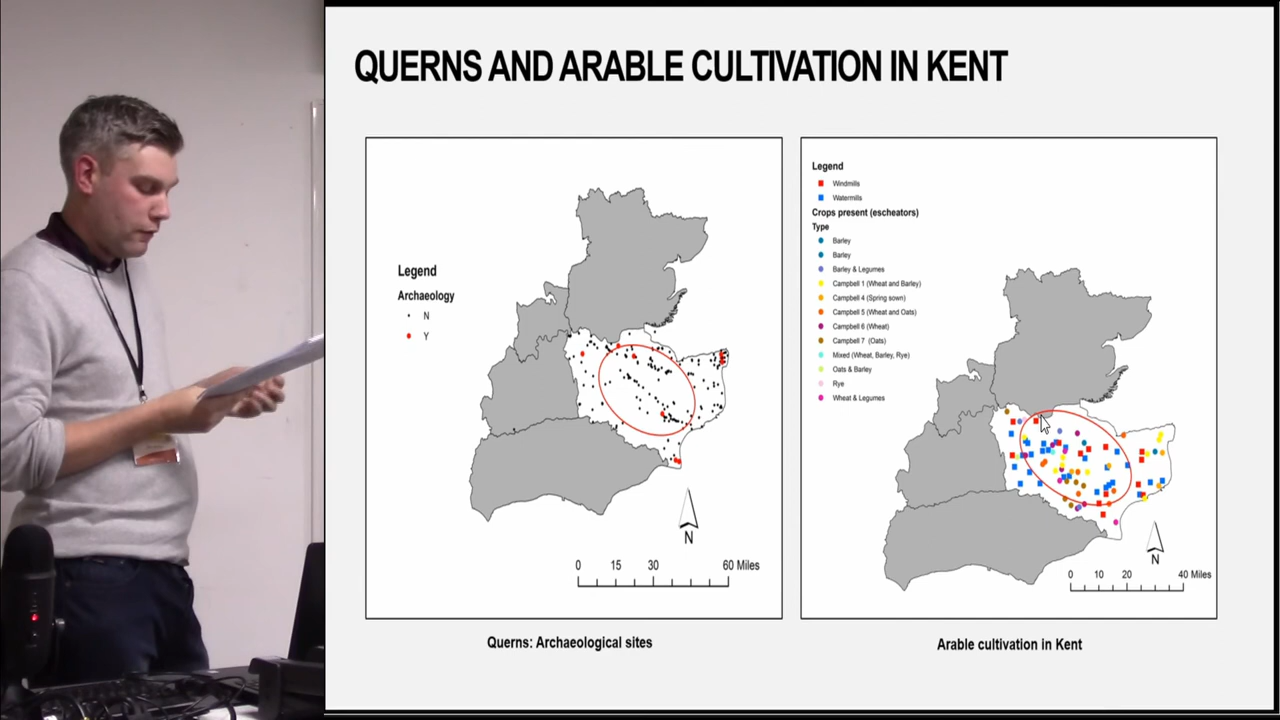 QUERNS AND ARABLE CULTIVATION IN KENT
Legend
Archaeology
N
Y
N
0 15 30 60 Miles
Querns: Archaeological sites
Legend
Windmills
Watermills
Crops present (escheators)
Type
Barley
Barley
Barley & Legumes
Campbell 1 (Wheat and Barley)
Campbell 4 (Spring sown)
Campbell 5 (Wheat and Oats)
Campbell 6 (Wheat)
Campbell 7 (Oats)
Mixed (Wheat, Barley, Rye)
Oats & Barley
Rye
Wheat & Legumes
N
0 10 20 40 Miles
Arable cultivation in Kent